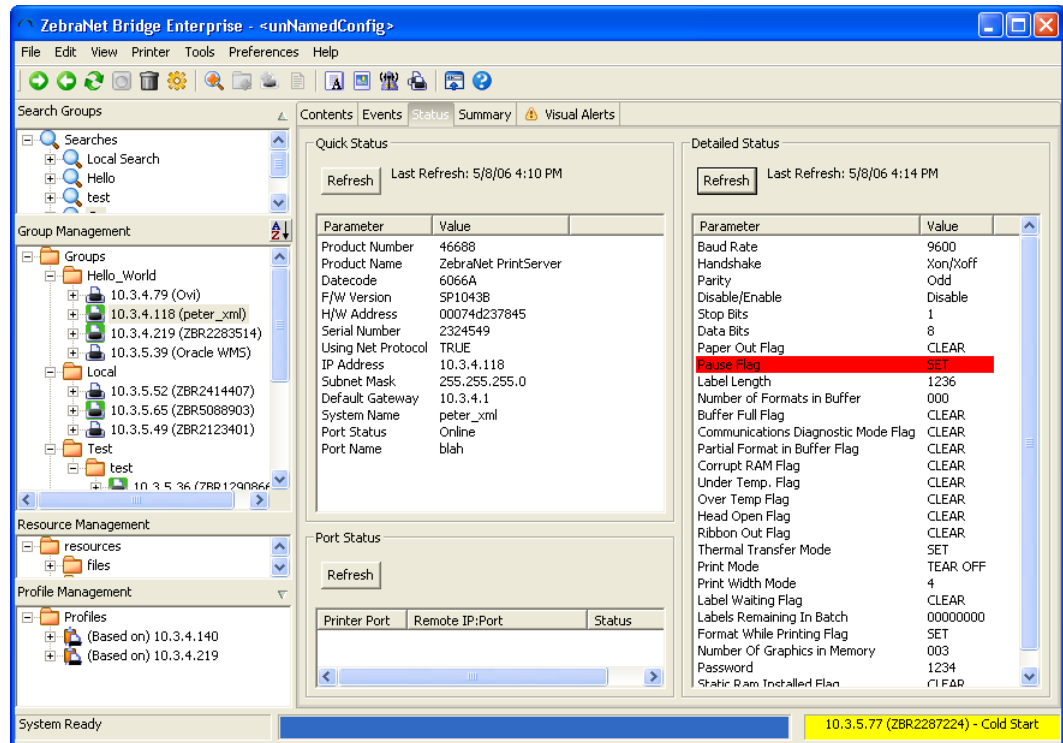 ZebraNet Bridge Enterprise - <unNamedConfig>
File Edit View Printer Tools Preferences Help
Search Groups
Searches
Local Search
Hello
test
Group Management
Groups
Hello_World
10.3.4.79 (Ovi)
10.3.4.118 (peter_xml)
10.3.4.219 (ZBR2283514)
10.3.5.39 (Oracle WMS)
Local
10.3.5.52 (ZBR2414407)
10.3.5.65 (ZBR5088903)
10.3.5.49 (ZBR2123401)
Test
test
10.3.5.36 (ZBR129086
Resource Management
resources
files
Profile Management
Profiles
(Based on) 10.3.4.140
(Based on) 10.3.4.219
Contents Events Status Summary Visual Alerts
Quick Status
Refresh Last Refresh: 5/8/06 4:10 PM
Parameter Value
Product Number 46688
Product Name ZebraNet PrintServer
Datecode 6066A
F/W Version SP1043B
H/W Address 00074d237845
Serial Number 2324549
Using Net Protocol TRUE
IP Address 10.3.4.118
Subnet Mask 255.255.255.0
Default Gateway 10.3.4.1
System Name peter_xml
Port Status Online
Port Name blah
Port Status
Refresh
Printer Port Remote IP:Port Status
Detailed Status
Refresh Last Refresh: 5/8/06 4:14 PM
Parameter Value
Baud Rate 9600
Handshake Xon/Xoff
Parity Odd
Disable/Enable Disable
Stop Bits 1
Data Bits 8
Paper Out Flag CLEAR
Pause Flag SET
Label Length 1236
Number of Formats in Buffer 000
Buffer Full Flag CLEAR
Communications Diagnostic Mode Flag CLEAR
Partial Format in Buffer Flag CLEAR
Corrupt RAM Flag CLEAR
Under Temp. Flag CLEAR
Over Temp Flag CLEAR
Head Open Flag CLEAR
Ribbon Out Flag CLEAR
Thermal Transfer Mode SET
Print Mode TEAR OFF
Print Width Mode 4
Label Waiting Flag CLEAR
Labels Remaining In Batch 00000000
Format While Printing Flag SET
Number Of Graphics in Memory 003
Password 1234
Static Ram Installed Flag CLEAR
System Ready
10.3.5.77 (ZBR2287224) - Cold Start